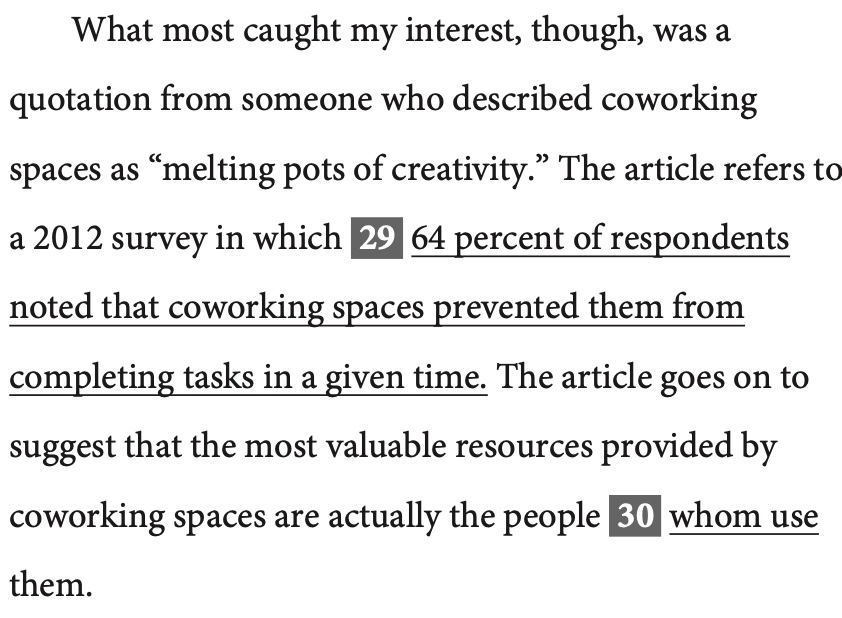 What most caught my interest, though, was a
quotation from someone who described coworking
spaces as “melting pots of creativity.” The article refers to
a 2012 survey in which 29 64 percent of respondents
noted that coworking spaces prevented them from
completing tasks in a given time. The article goes on to
suggest that the most valuable resources provided by
coworking spaces are actually the people 30 whom use
them.